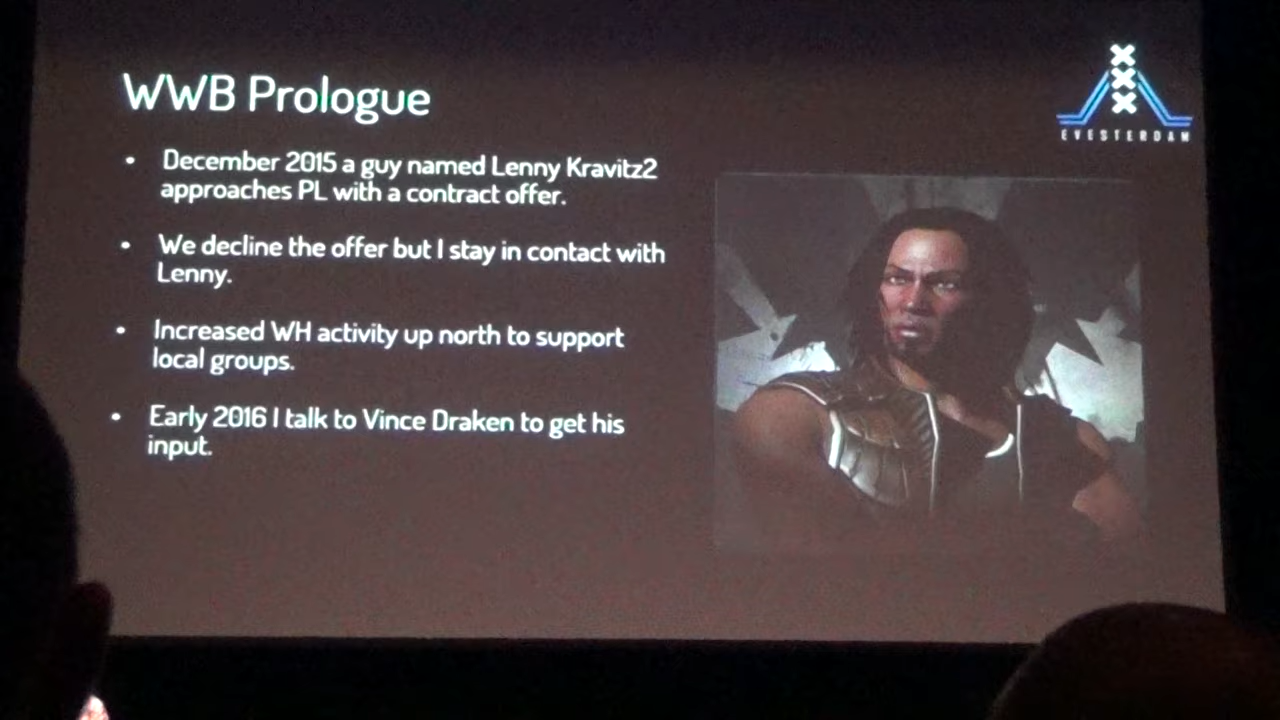 WWB Prologue
EVESTERDAM
• December 2015 a guy named Lenny Kravitz2
approaches PL with a contract offer.
• We decline the offer but I stay in contact with
Lenny.
• Increased WH activity up north to support
local groups.
• Early 2016 I talk to Vince Draken to get his
input.